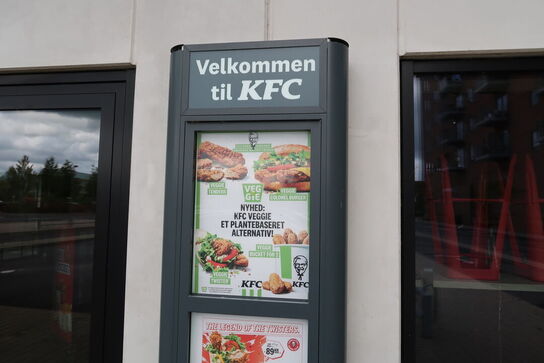 Velkommen
til KFC
VEGGIE
TENDERS
VEG
GIE
VEGGIE
COLONEL BURGER
NYHED:
KFC VEGGIE
ET PLANTEBASERET
ALTERNATIV!
VEGGIE
BUCKET FOR 1
VEGGIE
TWISTER
KFC
KFC
THE LEGEND OF THE TWISTERS.
89